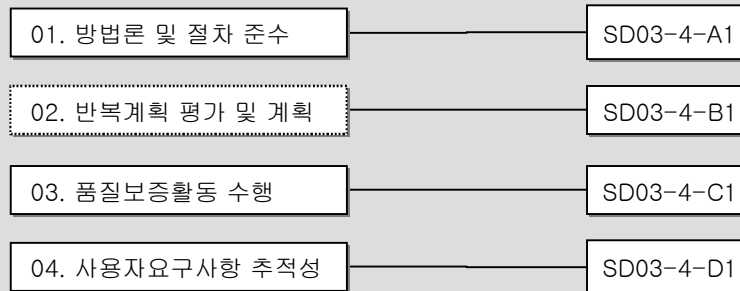 01. 방법론 및 절차 준수 SD03-4-A1
02. 반복계획 평가 및 계획 SD03-4-B1
03. 품질보증활동 수행 SD03-4-C1
04. 사용자요구사항 추적성 SD03-4-D1